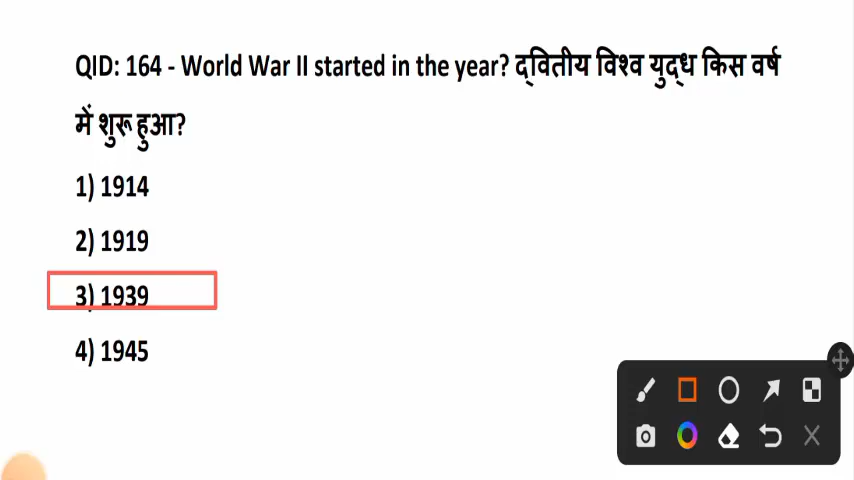 QID: 164 - World War II started in the year? द्वितीय विश्व युद्ध किस वर्ष
में शुरू हुआ?
1) 1914
2) 1919
3) 1939
4) 1945